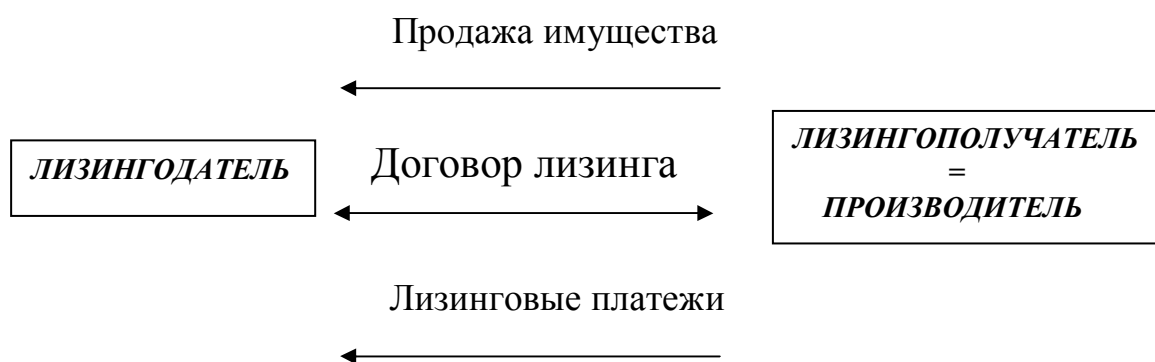 Продажа имущества
ЛИЗИНГОДАТЕЛЬ
Договор лизинга
ЛИЗИНГОПОЛУЧАТЕЛЬ
=
ПРОИЗВОДИТЕЛЬ
Лизинговые платежи